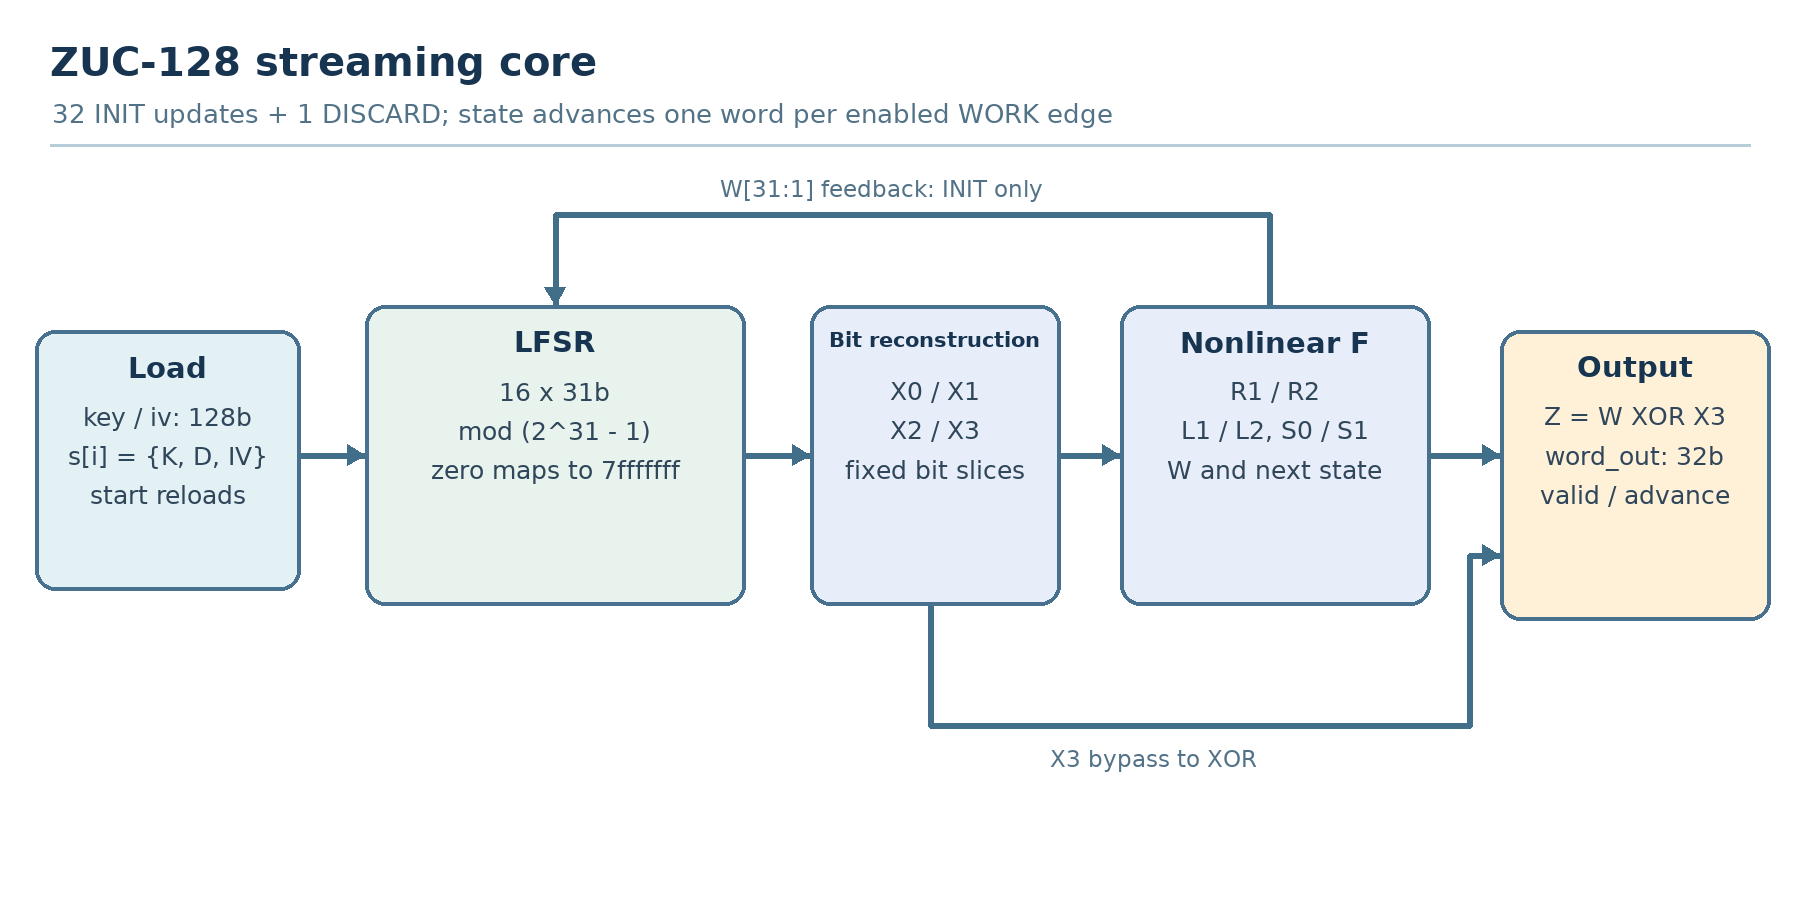 ZUC-128 streaming core
32 INIT updates + 1 DISCARD; state advances one word per enabled WORK edge
W[31:1] feedback: INIT only
Load
key / iv: 128b
s[i] = {K, D, IV}
start reloads
LFSR
16 x 31b
mod (2^31 - 1)
zero maps to 7fffffff
Bit reconstruction
X0 / X1
X2 / X3
fixed bit slices
Nonlinear F
R1 / R2
L1 / L2, S0 / S1
W and next state
Output
Z = W XOR X3
word_out: 32b
valid / advance
X3 bypass to XOR